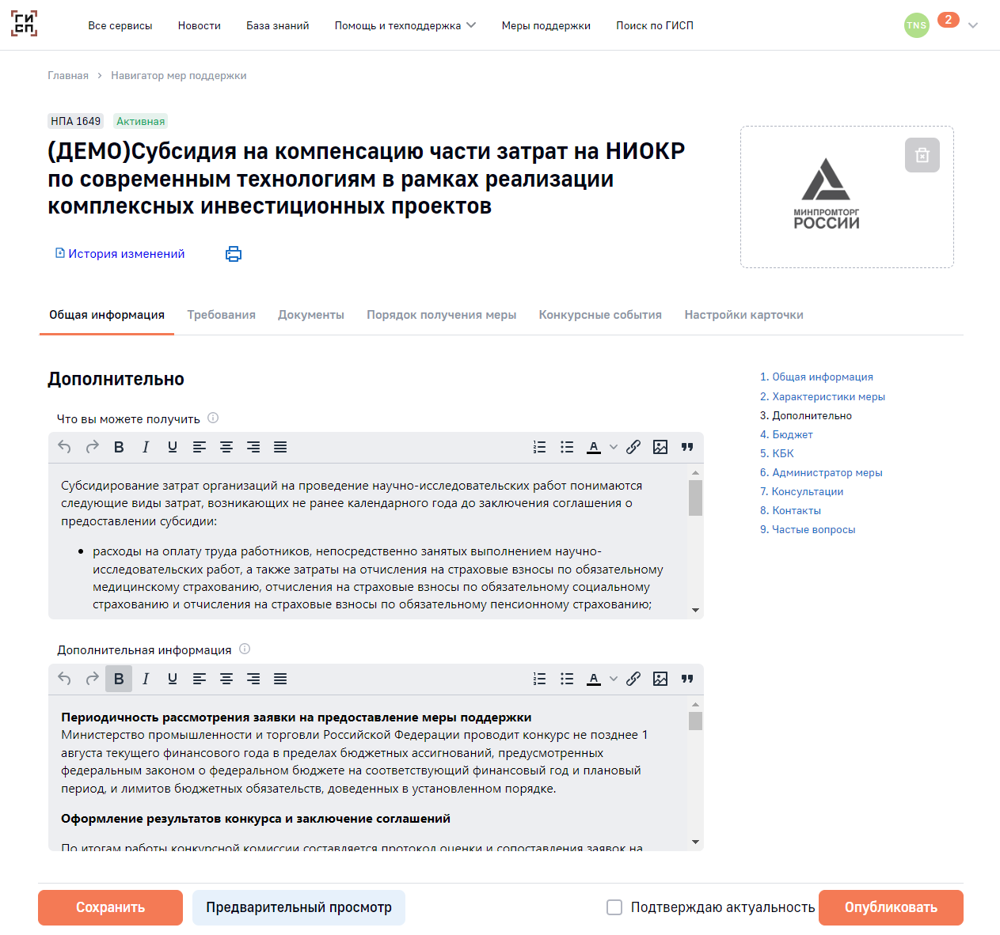 ГИ
СП
Все сервисы
Новости
База знаний
Помощь и техподдержка
Меры поддержки
Поиск по ГИСП
TNS
2
Главная
Навигатор мер поддержки
НПА 1649
Активная
(ДЕМО)Субсидия на компенсацию части затрат на НИОКР
по современным технологиям в рамках реализации
комплексных инвестиционных проектов
МИНПРОМТОРГ
РОССИИ
История изменений
Общая информация
Требования
Документы
Порядок получения меры
Конкурсные события
Настройки карточки
Дополнительно
Что вы можете получить
Субсидирование затрат организаций на проведение научно-исследовательских работ понимаются
следующие виды затрат, возникающих не ранее календарного года до заключения соглашения о
предоставлении субсидии:
• расходы на оплату труда работников, непосредственно занятых выполнением научно-
исследовательских работ, а также затраты на отчисления на страховые взносы по обязательному
медицинскому страхованию, отчисления на страховые взносы по обязательному социальному
страхованию и отчисления на страховые взносы по обязательному пенсионному страхованию;
Дополнительная информация
Периодичность рассмотрения заявки на предоставление меры поддержки
Министерство промышленности и торговли Российской Федерации проводит конкурс не позднее 1
августа текущего финансового года в пределах бюджетных ассигнований, предусмотренных
федеральным законом о федеральном бюджете на соответствующий финансовый год и плановый
период, и лимитов бюджетных обязательств, доведенных в установленном порядке.
Оформление результатов конкурса и заключение соглашений
По итогам работы конкурсной комиссии составляется протокол оценки и сопоставления заявок на
1. Общая информация
2. Характеристики меры
3. Дополнительно
4. Бюджет
5. КБК
6. Администратор меры
7. Консультации
8. Контакты
9. Частые вопросы
Сохранить
Предварительный просмотр
Подтверждаю актуальность
Опубликовать